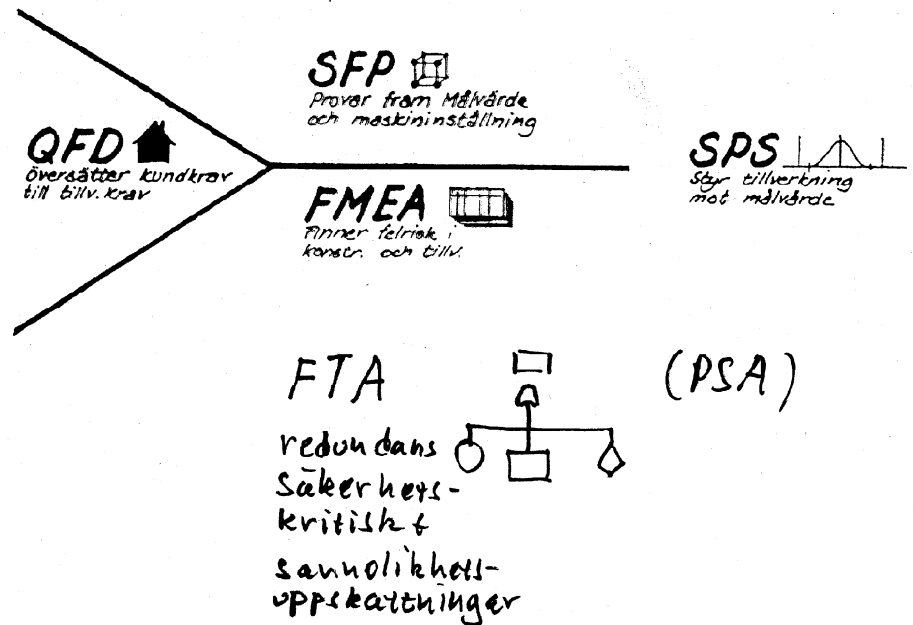 SFP
Provar fram Målvärde
och maskininställning
QFD
översätter kundkrav
till tillv.krav
SPS
Styr tillverkning
mot målvärde
FMEA
Finner felrisk i
konstr. och tillv.
FTA
(PSA)
redundans
säkerhets-
kritiskt
sannolikhets-
uppskattningar